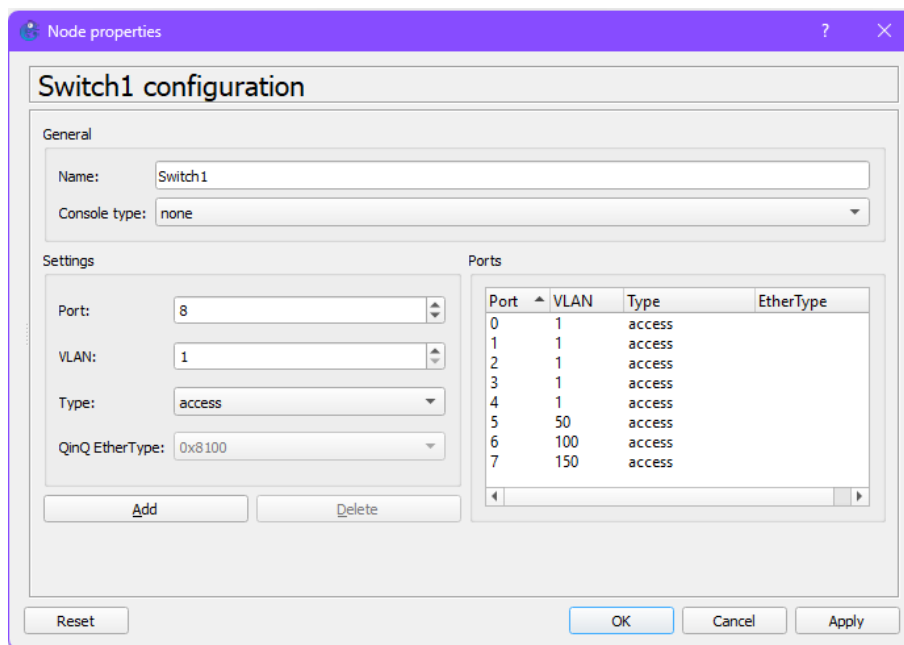 Node properties ? ×
Switch1 configuration
General
Name: Switch1
Console type: none
Settings
Port: 8
VLAN: 1
Type: access
QinQ EtherType: 0x8100
Add Delete
Ports
Port VLAN Type EtherType
0 1 access
1 1 access
2 1 access
3 1 access
4 1 access
5 50 access
6 100 access
7 150 access
Reset OK Cancel Apply